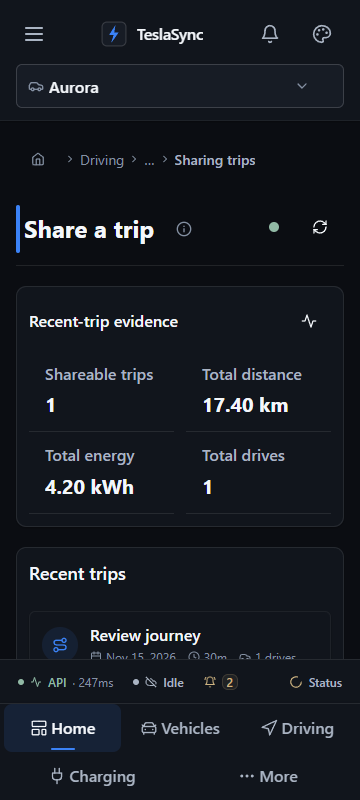 TeslaSync
Aurora
Driving ... Sharing trips
Share a trip
Recent-trip evidence
Shareable trips Total distance
1 17.40 km
Total energy Total drives
4.20 kWh 1
Recent trips
Review journey
Nov 15, 2026 30m 1 drives
API · 247ms Idle 2 Status
Home Vehicles Driving
Charging More